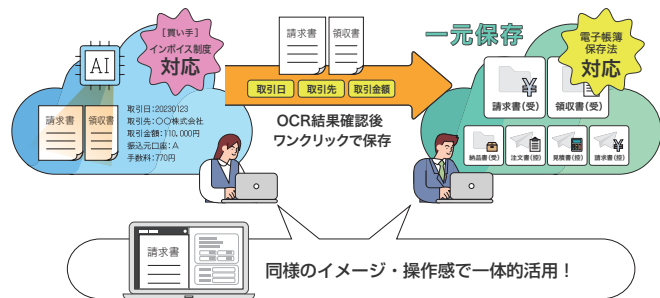 [買い手]
インボイス制度
対応
AI
請求書
領収書
取引日:20230123
取引先:○○株式会社
取引金額:110,000円
振込元口座:A
手数料:770円
請求書
領収書
取引日
取引先
取引金額
OCR結果確認後
ワンクリックで保存
一元保存
電子帳簿
保存法
対応
請求書(受)
領収書(受)
納品書(受)
注文書(控)
見積書(控)
請求書(控)
請求書
同様のイメージ・操作感で一体的活用!